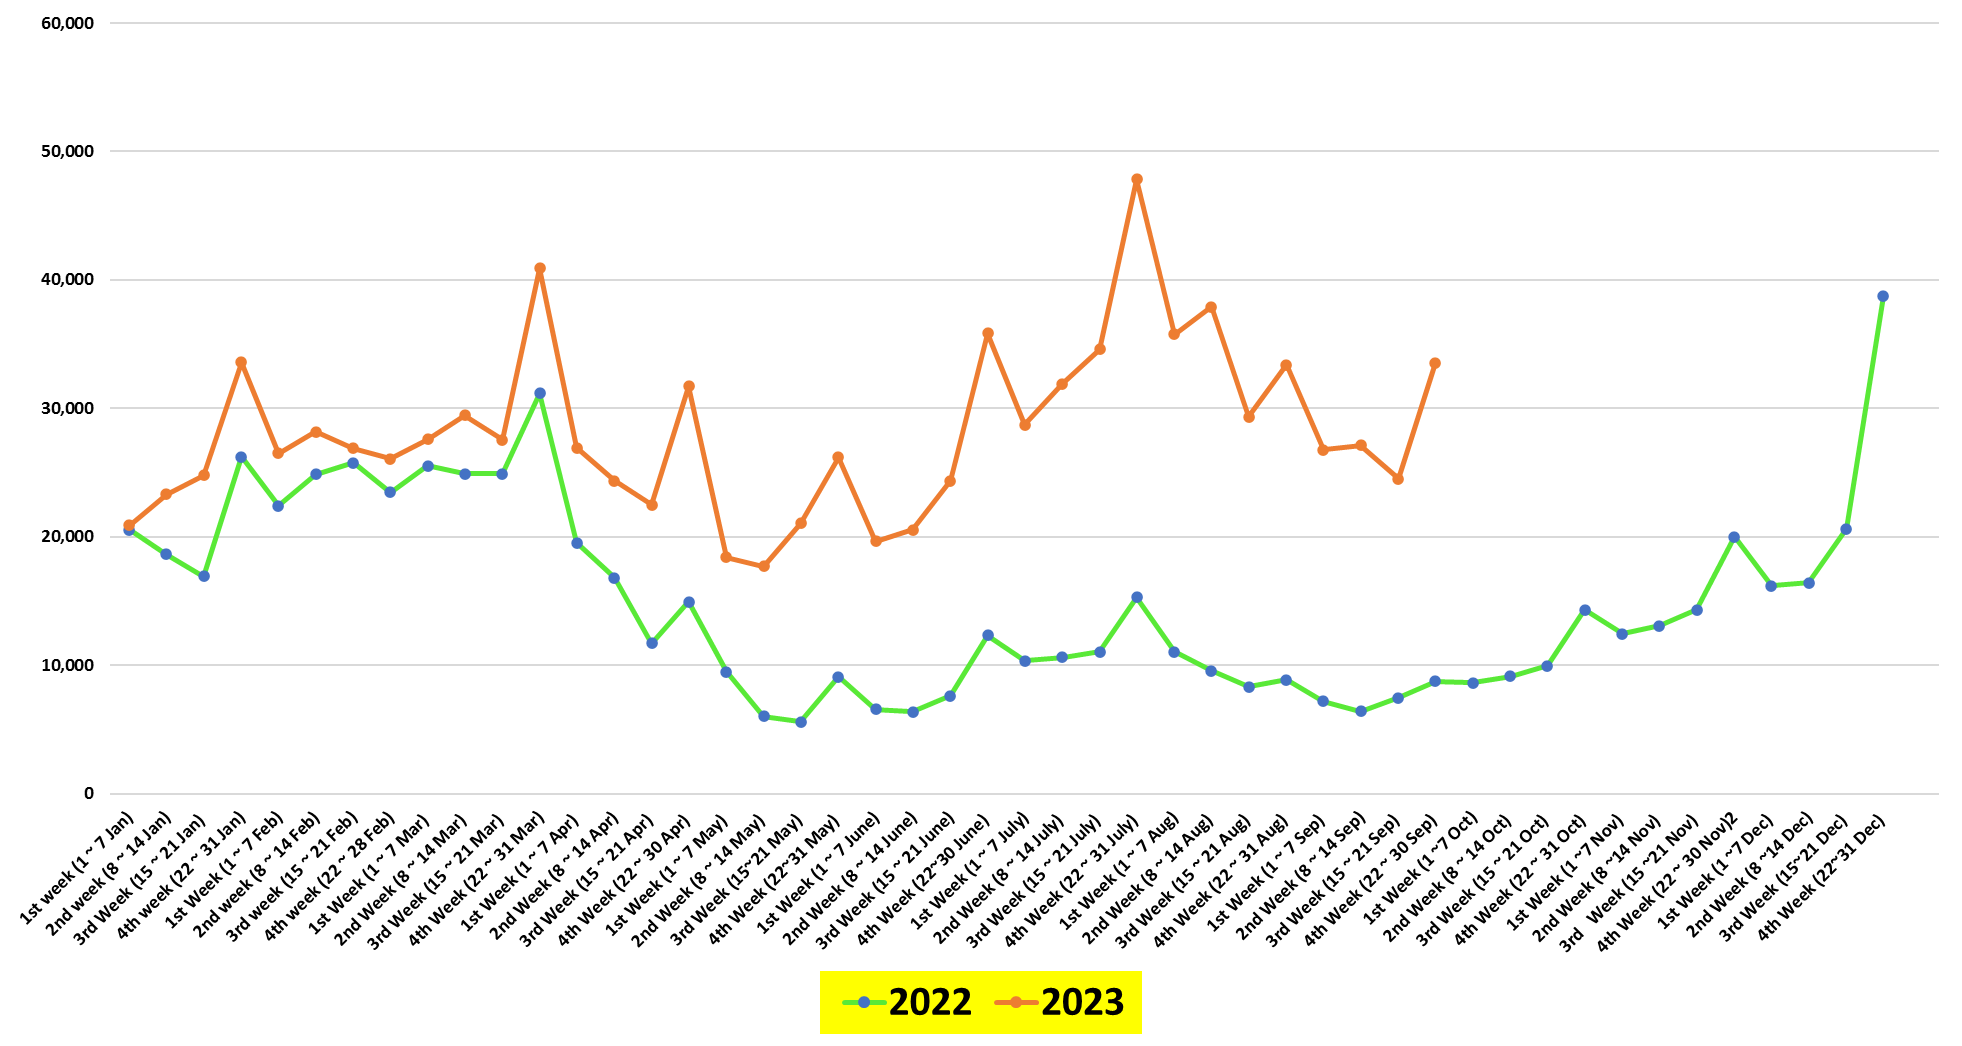 60,000
50,000
40,000
30,000
20,000
10,000
0
1st week (1 ~ 7 Jan)
2nd week (8 ~ 14 Jan)
3rd Week (15 ~ 21 Jan)
4th week (22 ~ 31 Jan)
1st Week (1 ~ 7 Feb)
2nd week (8 ~ 14 Feb)
3rd week (15 ~ 21 Feb)
4th week (22 ~ 28 Feb)
1st Week (1 ~ 7 Mar)
2nd Week (8 ~ 14 Mar)
3rd Week (15 ~ 21 Mar)
4th Week (22 ~ 31 Mar)
1st Week (1 ~ 7 Apr)
2nd Week (8 ~ 14 Apr)
3rd Week (15 ~ 21 Apr)
4th Week (22 ~ 30 Apr)
1st Week (1 ~ 7 May)
2nd Week (8 ~ 14 May)
3rd Week (15~21 May)
4th Week (22~31 May)
1st Week (1 ~ 7 June)
2nd Week (8 ~ 14 June)
3rd Week (15 ~ 21 June)
4th Week (22~30 June)
1st Week (1 ~ 7 July)
2nd Week (8 ~ 14 July)
3rd Week (15 ~ 21 July)
4th Week (22 ~ 31 July)
1st Week (1 ~ 7 Aug)
2nd Week (8 ~ 14 Aug)
3rd Week (15 ~ 21 Aug)
4th Week (22 ~ 31 Aug)
1st Week (1 ~ 7 Sep)
2nd Week (8 ~ 14 Sep)
3rd Week (15 ~ 21 Sep)
4th Week (22 ~ 30 Sep)
1st Week (1 ~7 Oct)
2nd Week (8 ~ 14 Oct)
3rd Week (15 ~ 21 Oct)
4th Week (22 ~ 31 Oct)
1st Week (1 ~7 Nov)
2nd Week (8 ~14 Nov)
3rd  Week (15 ~21 Nov)
4th Week (22 ~ 30 Nov)2
1st Week (1 ~7 Dec)
2nd Week (8 ~14 Dec)
3rd Week (15~21 Dec)
4th Week (22~31 Dec)
2022 2023